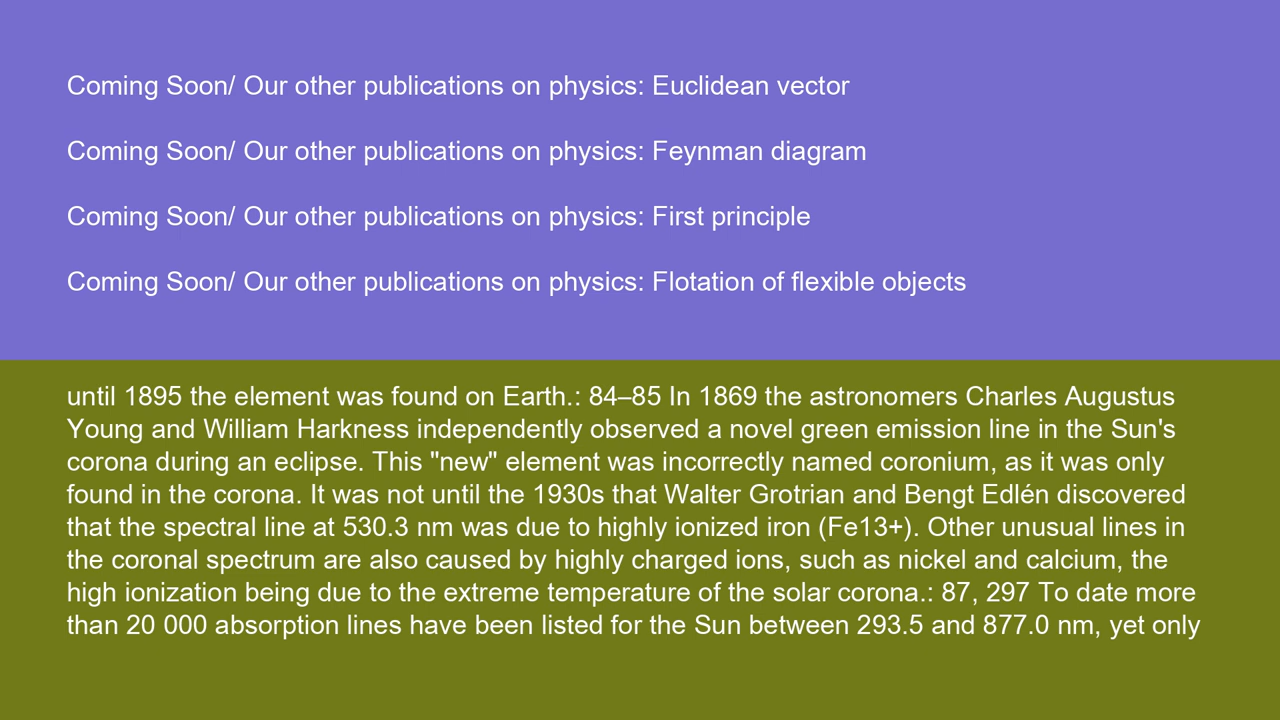 Coming Soon/ Our other publications on physics: Euclidean vector
Coming Soon/ Our other publications on physics: Feynman diagram
Coming Soon/ Our other publications on physics: First principle
Coming Soon/ Our other publications on physics: Flotation of flexible objects
until 1895 the element was found on Earth.: 84–85 In 1869 the astronomers Charles Augustus
Young and William Harkness independently observed a novel green emission line in the Sun's
corona during an eclipse. This "new" element was incorrectly named coronium, as it was only
found in the corona. It was not until the 1930s that Walter Grotrian and Bengt Edlén discovered
that the spectral line at 530.3 nm was due to highly ionized iron (Fe13+). Other unusual lines in
the coronal spectrum are also caused by highly charged ions, such as nickel and calcium, the
high ionization being due to the extreme temperature of the solar corona.: 87, 297 To date more
than 20 000 absorption lines have been listed for the Sun between 293.5 and 877.0 nm, yet only